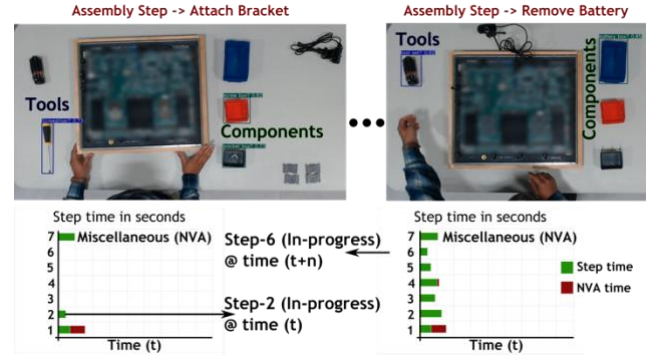 Assembly Step -> Attach Bracket
Assembly Step -> Remove Battery
Tools
Components
Tools
Components
Step time in seconds
7
Miscellaneous (NVA)
6
5
4
3
2
1
Time (t)
Step-6 (In-progress)
@ time (t+n)
Step-2 (In-progress)
@ time (t)
Step time in seconds
7
Miscellaneous (NVA)
6
5
4
3
2
1
Time (t)
Step time
NVA time